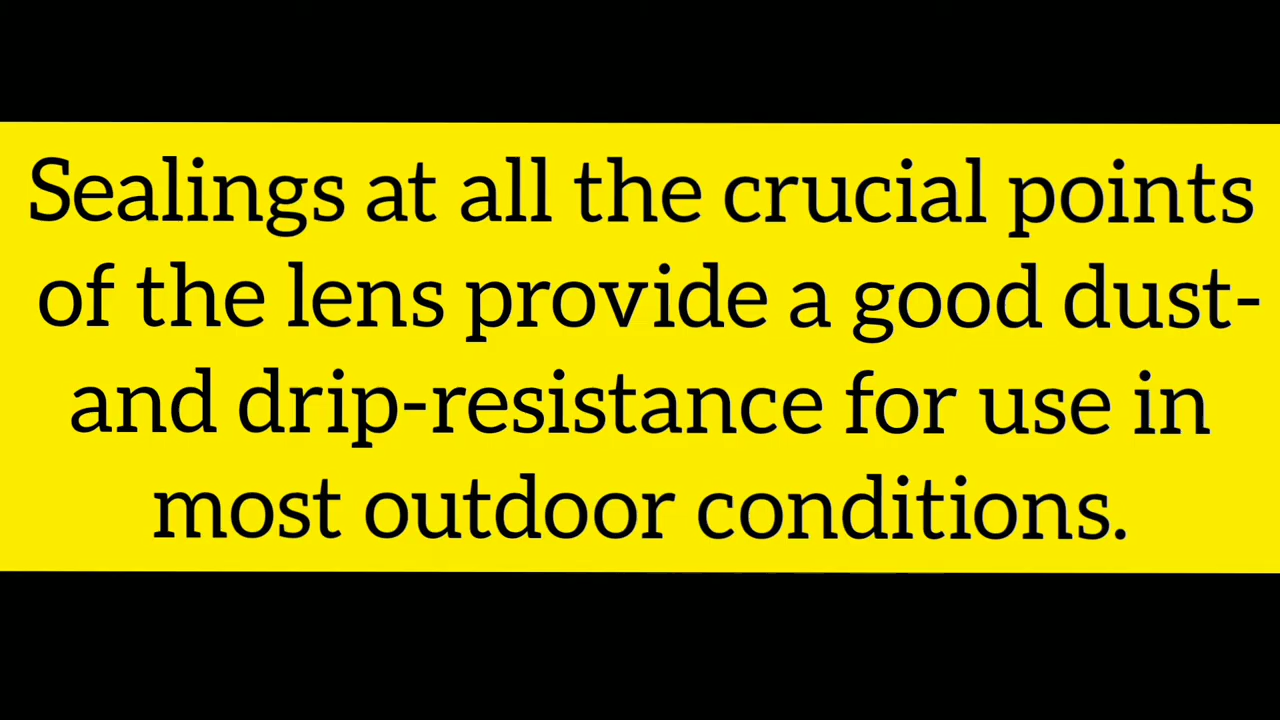 Sealings at all the crucial points
of the lens provide a good dust-
and drip-resistance for use in
most outdoor conditions.